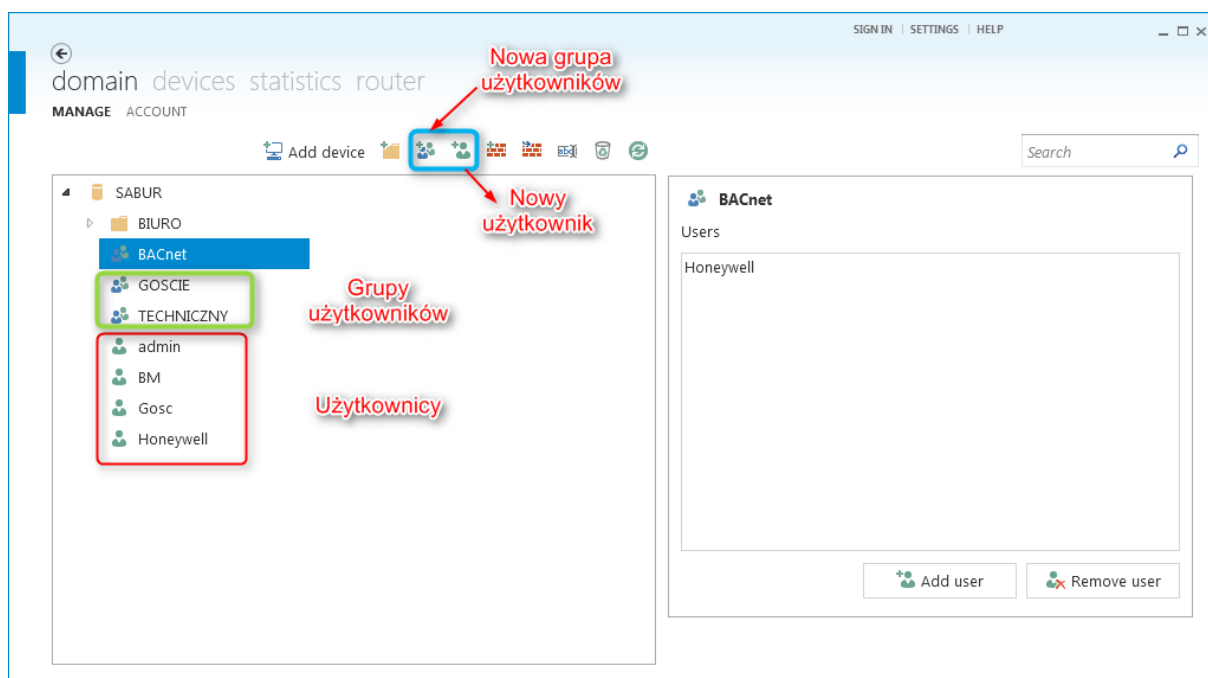 SIGN IN | SETTINGS | HELP
Nowa grupa
użytkowników
domain devices statistics router
MANAGE ACCOUNT
Add device
Search
SABUR
BIURO
BACnet
GOSCIE
TECHNICZNY
admin
BM
Gosc
Honeywell
Nowy
użytkownik
Grupy
użytkowników
Użytkownicy
BACnet
Users
Honeywell
Add user
Remove user